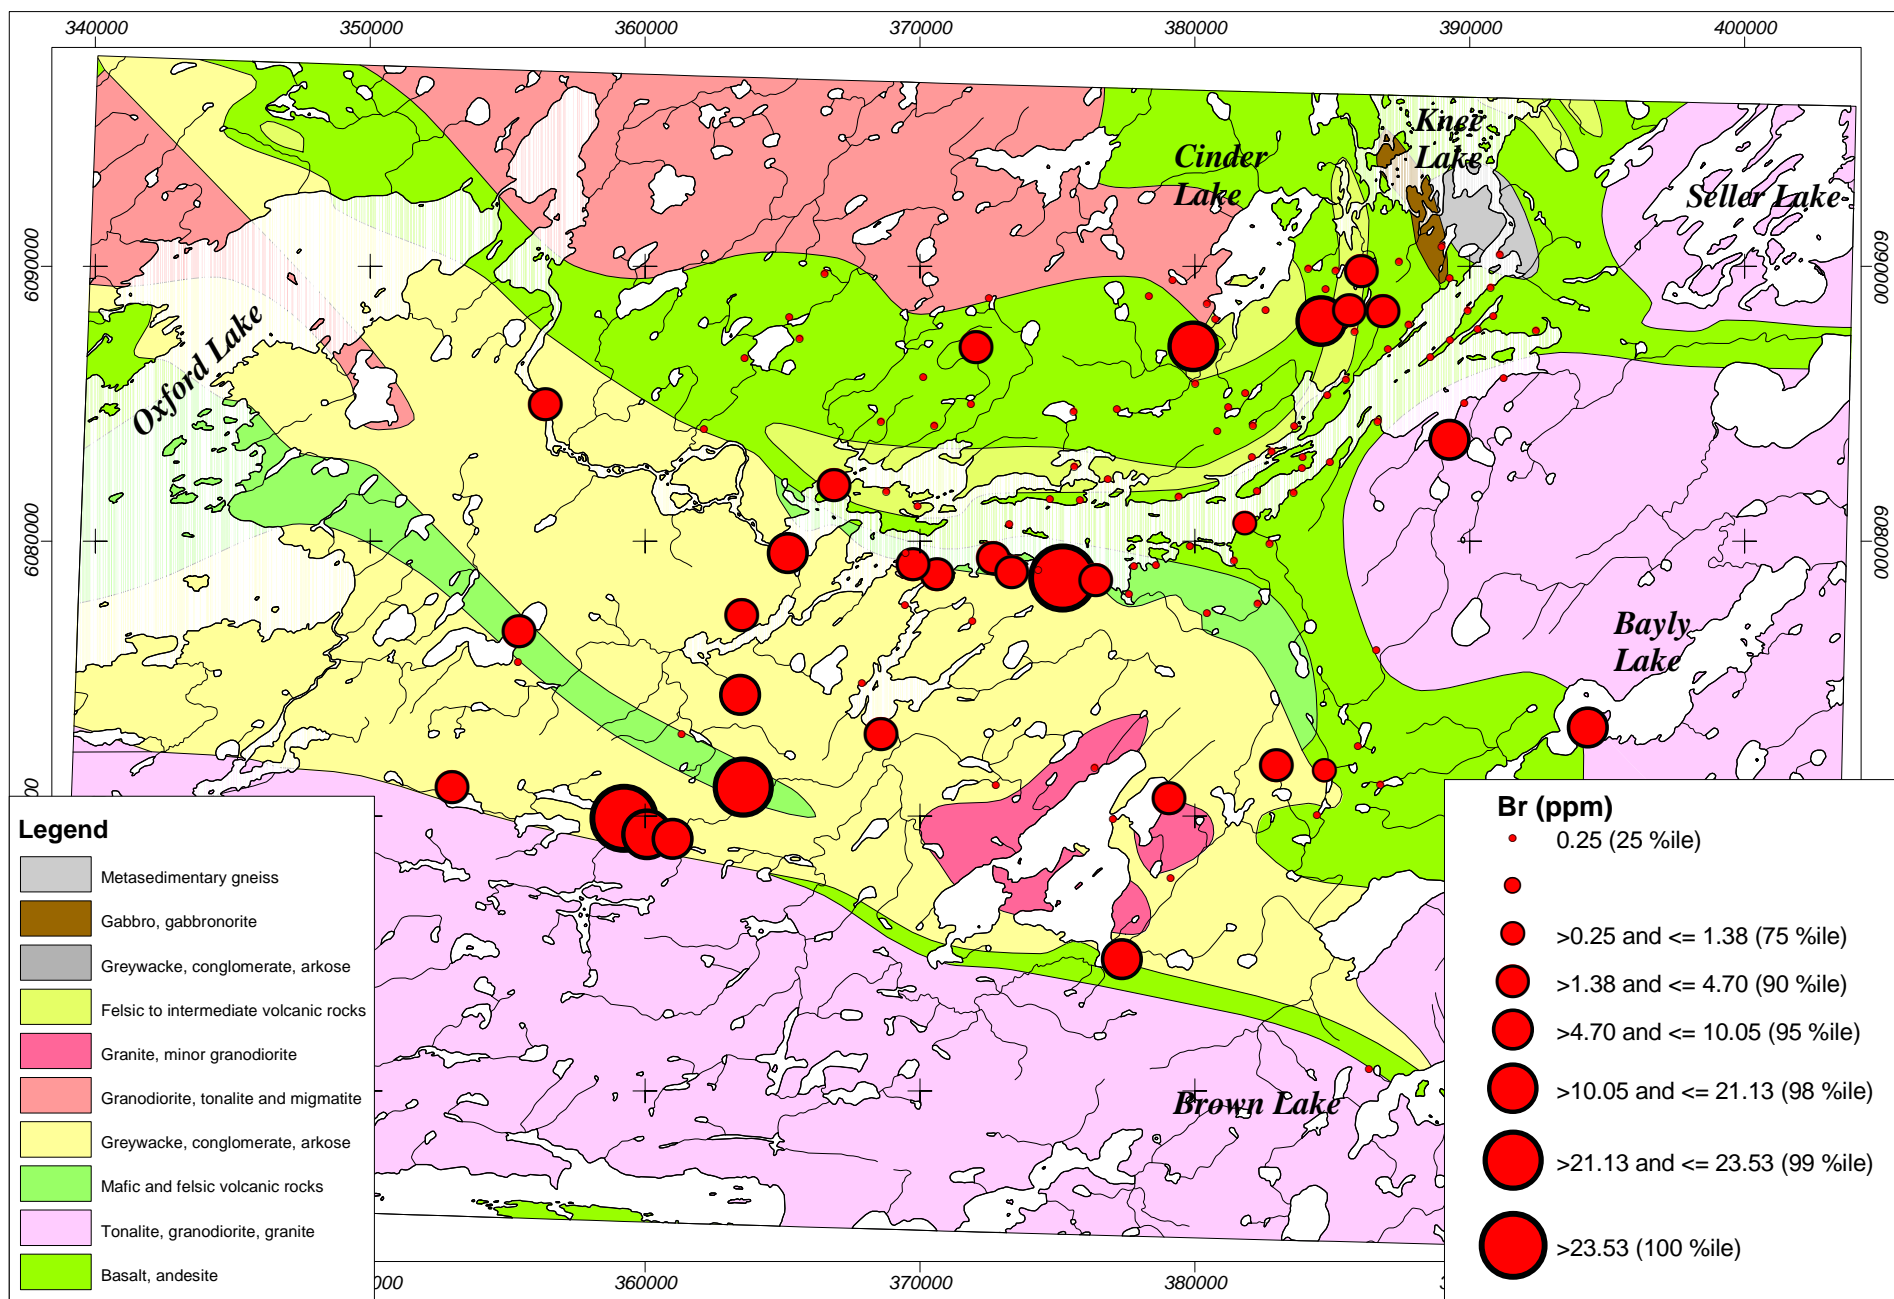 340000 350000 360000 370000 380000 390000 400000
Knee
Lake
Cinder
Lake
Seller Lake
6090000
6090000
Oxford Lake
6080000
6080000
Bayly
Lake
Brown Lake
Legend
Metasedimentary gneiss
Gabbro, gabbronorite
Greywacke, conglomerate, arkose
Felsic to intermediate volcanic rocks
Granite, minor granodiorite
Granodiorite, tonalite and migmatite
Greywacke, conglomerate, arkose
Mafic and felsic volcanic rocks
Tonalite, granodiorite, granite
Basalt, andesite
Br (ppm)
0.25 (25 %ile)
>0.25 and <= 1.38 (75 %ile)
>1.38 and <= 4.70 (90 %ile)
>4.70 and <= 10.05 (95 %ile)
>10.05 and <= 21.13 (98 %ile)
>21.13 and <= 23.53 (99 %ile)
>23.53 (100 %ile)
360000 370000 380000